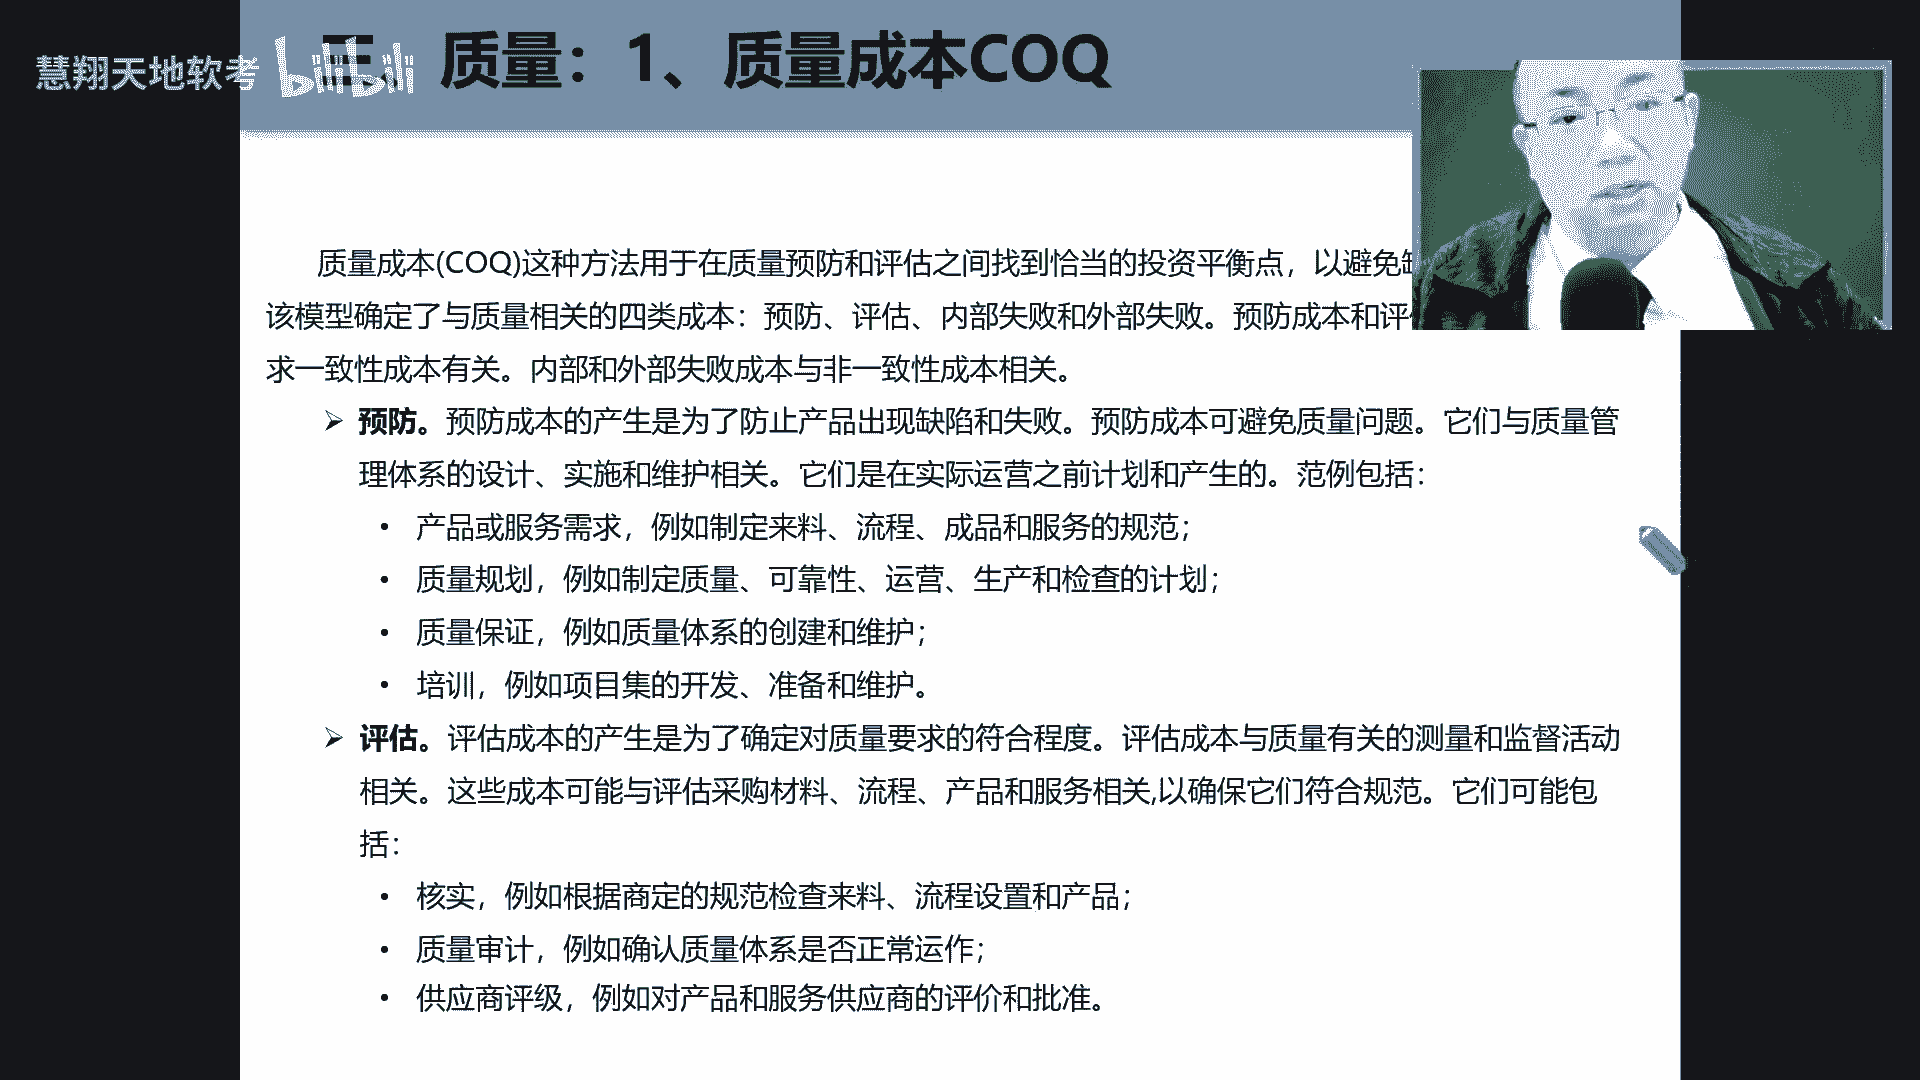 慧翔天地软考 bilibili
三、质量：1、质量成本COQ
质量成本(COQ)这种方法用于在质量预防和评估之间找到恰当的投资平衡点，以避免
该模型确定了与质量相关的四类成本：预防、评估、内部失败和外部失败。预防成本和评
求一致性成本有关。内部和外部失败成本与非一致性成本相关。
➢ 预防。预防成本的产生是为了防止产品出现缺陷和失败。预防成本可避免质量问题。它们与质量管
理体系的设计、实施和维护相关。它们是在实际运营之前计划和产生的。范例包括：
• 产品或服务需求，例如制定来料、流程、成品和服务的规范；
• 质量规划，例如制定质量、可靠性、运营、生产和检查的计划；
• 质量保证，例如质量体系的创建和维护；
• 培训，例如项目集的开发、准备和维护。
➢ 评估。评估成本的产生是为了确定对质量要求的符合程度。评估成本与质量有关的测量和监督活动
相关。这些成本可能与评估采购材料、流程、产品和服务相关,以确保它们符合规范。它们可能包
括：
• 核实，例如根据商定的规范检查来料、流程设置和产品；
• 质量审计，例如确认质量体系是否正常运作；
• 供应商评级，例如对产品和服务供应商的评价和批准。